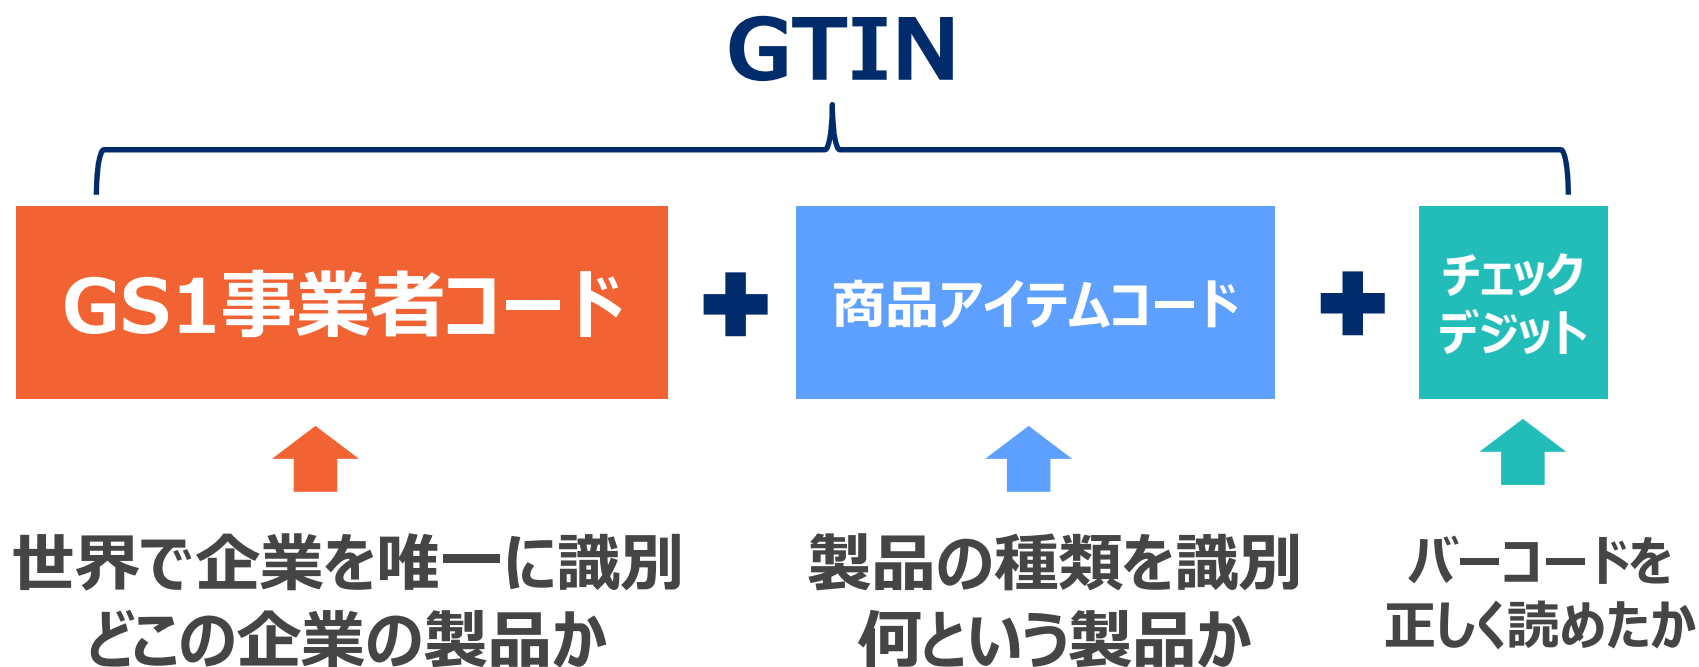 GTIN
GS1事業者コード
商品アイテムコード
チェック
デジット
世界で企業を唯一に識別
どこの企業の製品か
製品の種類を識別
何という製品か
バーコードを
正しく読めたか